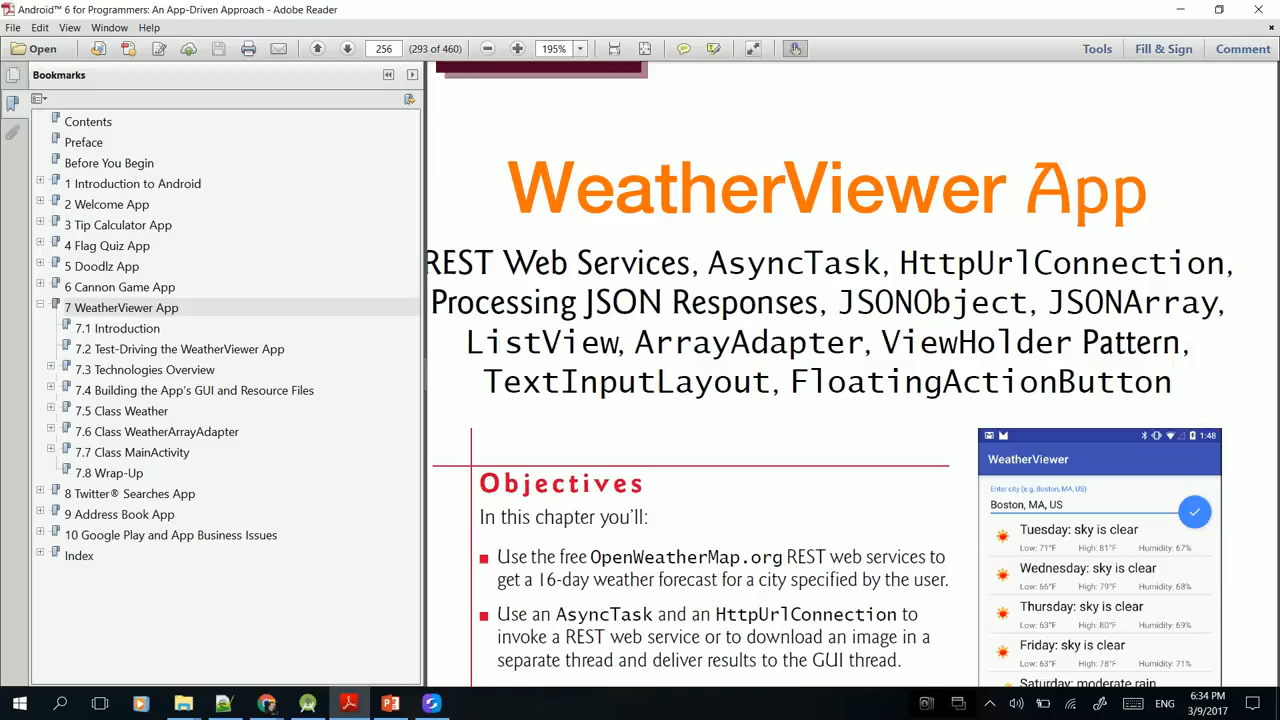 Android™ 6 for Programmers: An App-Driven Approach - Adobe Reader
File Edit View Window Help
Open 256 (293 of 460) 195% Tools Fill & Sign Comment
Bookmarks
Contents
Preface
Before You Begin
1 Introduction to Android
2 Welcome App
3 Tip Calculator App
4 Flag Quiz App
5 Doodlz App
6 Cannon Game App
7 WeatherViewer App
7.1 Introduction
7.2 Test-Driving the WeatherViewer App
7.3 Technologies Overview
7.4 Building the App's GUI and Resource Files
7.5 Class Weather
7.6 Class WeatherArrayAdapter
7.7 Class MainActivity
7.8 Wrap-Up
8 Twitter® Searches App
9 Address Book App
10 Google Play and App Business Issues
Index
WeatherViewer App
REST Web Services, AsyncTask, HttpUrlConnection,
Processing JSON Responses, JSONObject, JSONArray,
ListView, ArrayAdapter, ViewHolder Pattern,
TextInputLayout, FloatingActionButton
Objectives
In this chapter you'll:
Use the free OpenWeatherMap.org REST web services to
get a 16-day weather forecast for a city specified by the user.
Use an AsyncTask and an HttpUrlConnection to
invoke a REST web service or to download an image in a
separate thread and deliver results to the GUI thread.
1:48
WeatherViewer
Enter city (e.g. Boston, MA, US)
Boston, MA, US
Tuesday: sky is clear
Low: 71°F High: 81°F Humidity: 67%
Wednesday: sky is clear
Low: 66°F High: 79°F Humidity: 68%
Thursday: sky is clear
Low: 63°F High: 80°F Humidity: 69%
Friday: sky is clear
Low: 63°F High: 78°F Humidity: 71%
Saturday: moderate rain
ENG 6:34 PM
3/9/2017